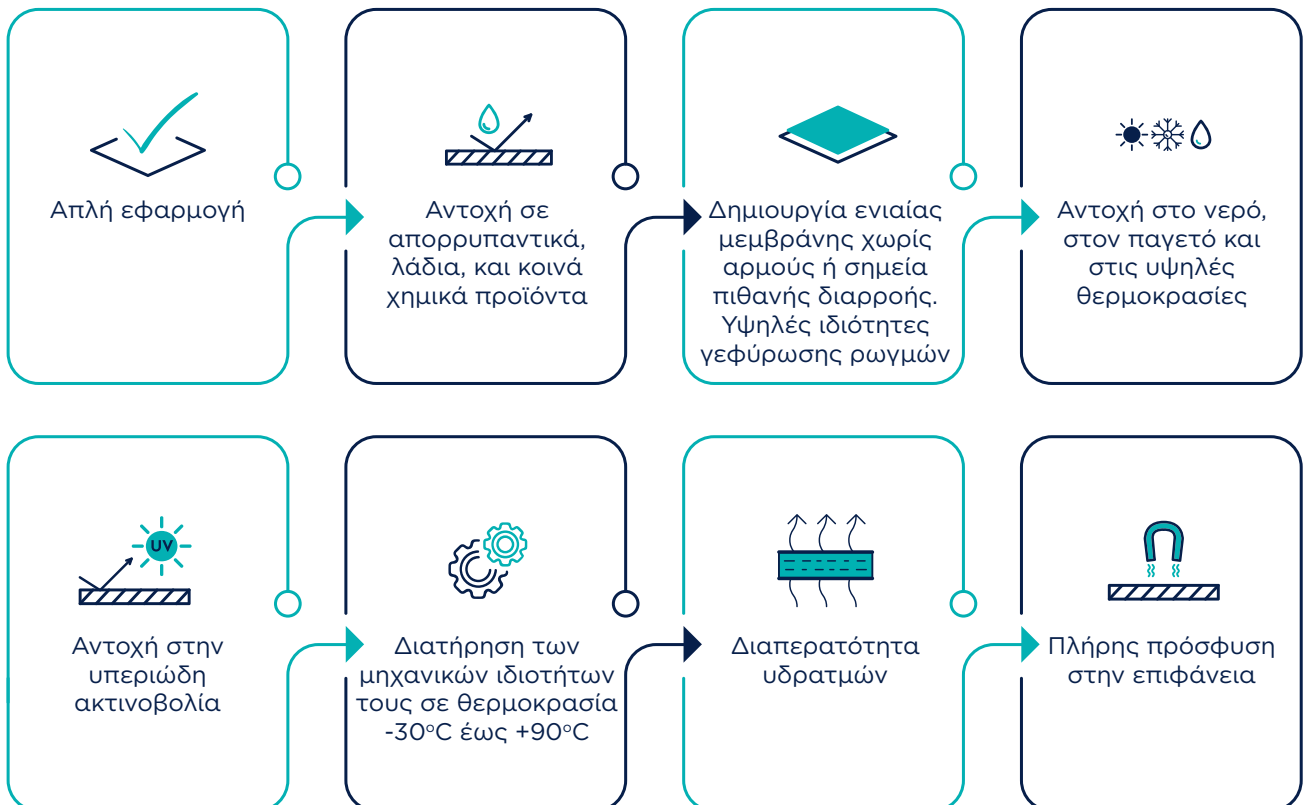 Απλή εφαρμογή
Αντοχή σε
απορρυπαντικά,
λάδια, και κοινά
χημικά προϊόντα
Δημιουργία ενιαίας
μεμβράνης χωρίς
αρμούς ή σημεία
πιθανής διαρροής.
Υψηλές ιδιότητες
γεφύρωσης ρωγμών
Αντοχή στο νερό,
στον παγετό και
στις υψηλές
θερμοκρασίες
UV
Αντοχή στην
υπεριώδη
ακτινοβολία
Διατήρηση των
μηχανικών ιδιοτήτων
τους σε θερμοκρασία
-30°C έως +90°C
Διαπερατότητα
υδρατμών
Πλήρης πρόσφυση
στην επιφάνεια